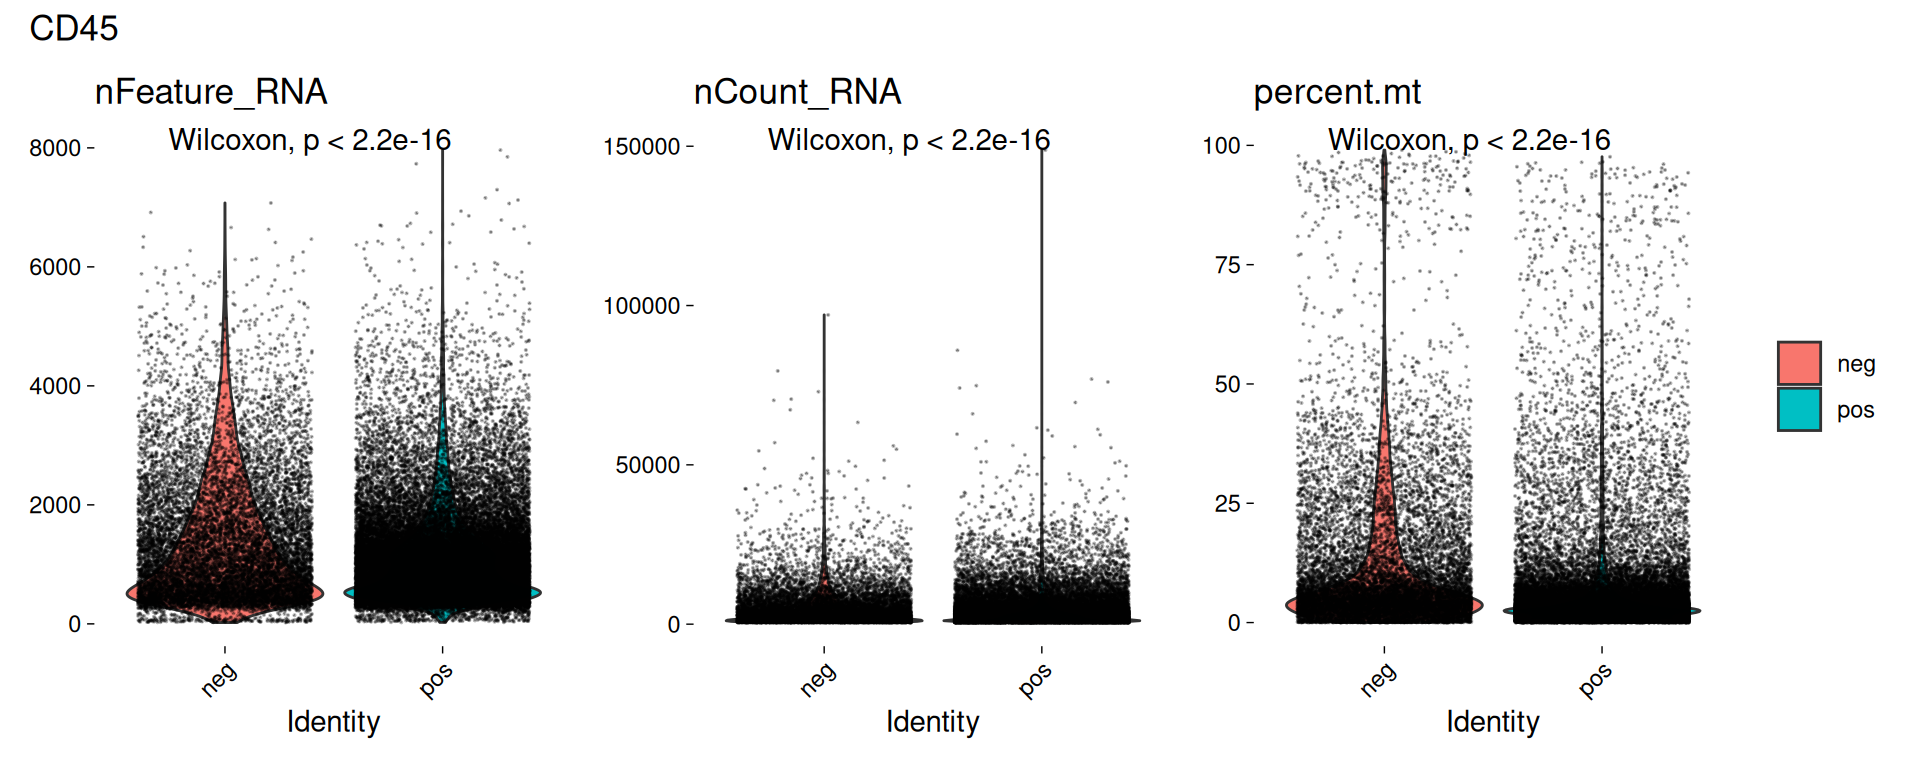 CD45
nFeature_RNA
Wilcoxon, p < 2.2e-16
8000
6000
4000
2000
0
neg
pos
Identity
nCount_RNA
Wilcoxon, p < 2.2e-16
150000
100000
50000
0
neg
pos
Identity
percent.mt
Wilcoxon, p < 2.2e-16
100
75
50
25
0
neg
pos
Identity
neg
pos